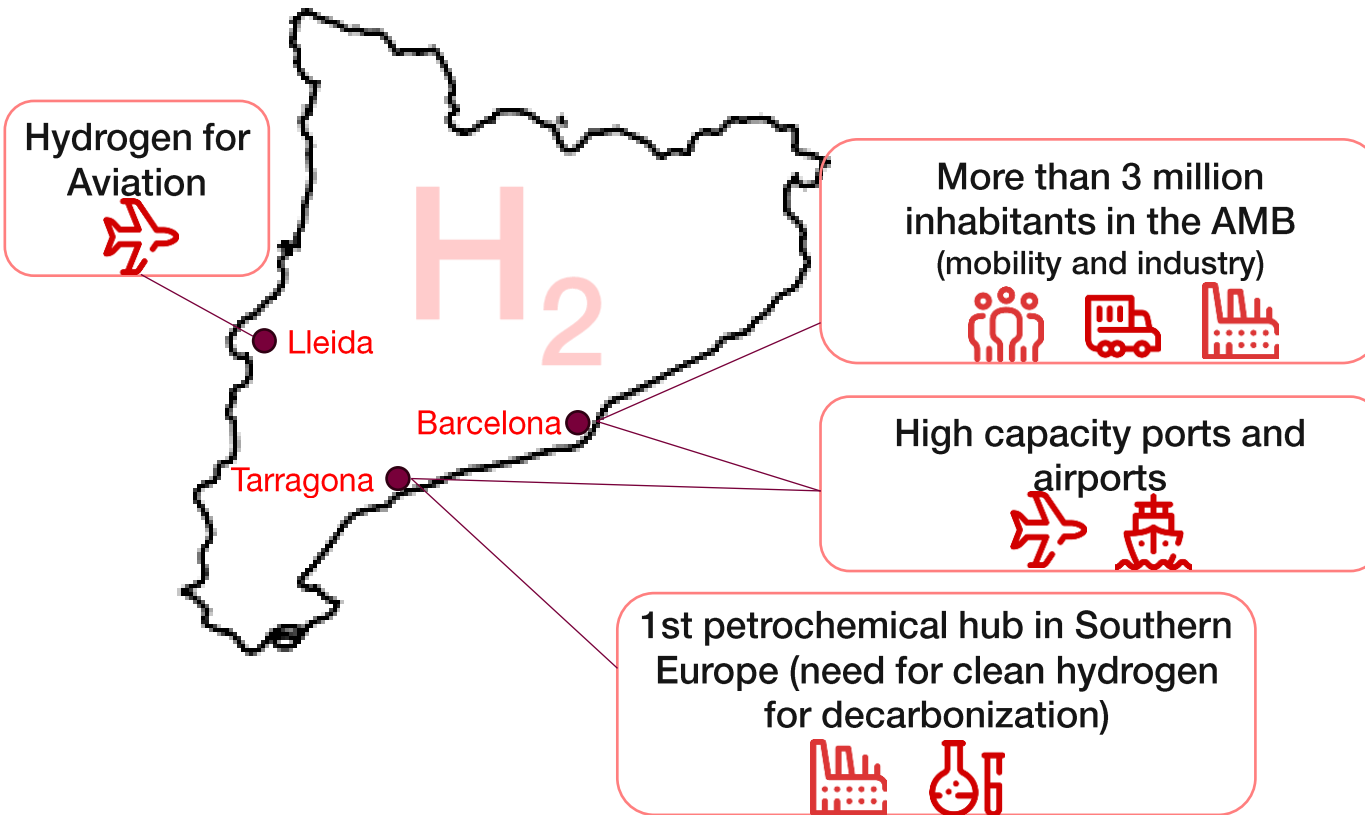 Hydrogen for
Aviation
H2
Lleida
Barcelona
Tarragona
More than 3 million
inhabitants in the AMB
(mobility and industry)
High capacity ports and
airports
1st petrochemical hub in Southern
Europe (need for clean hydrogen
for decarbonization)